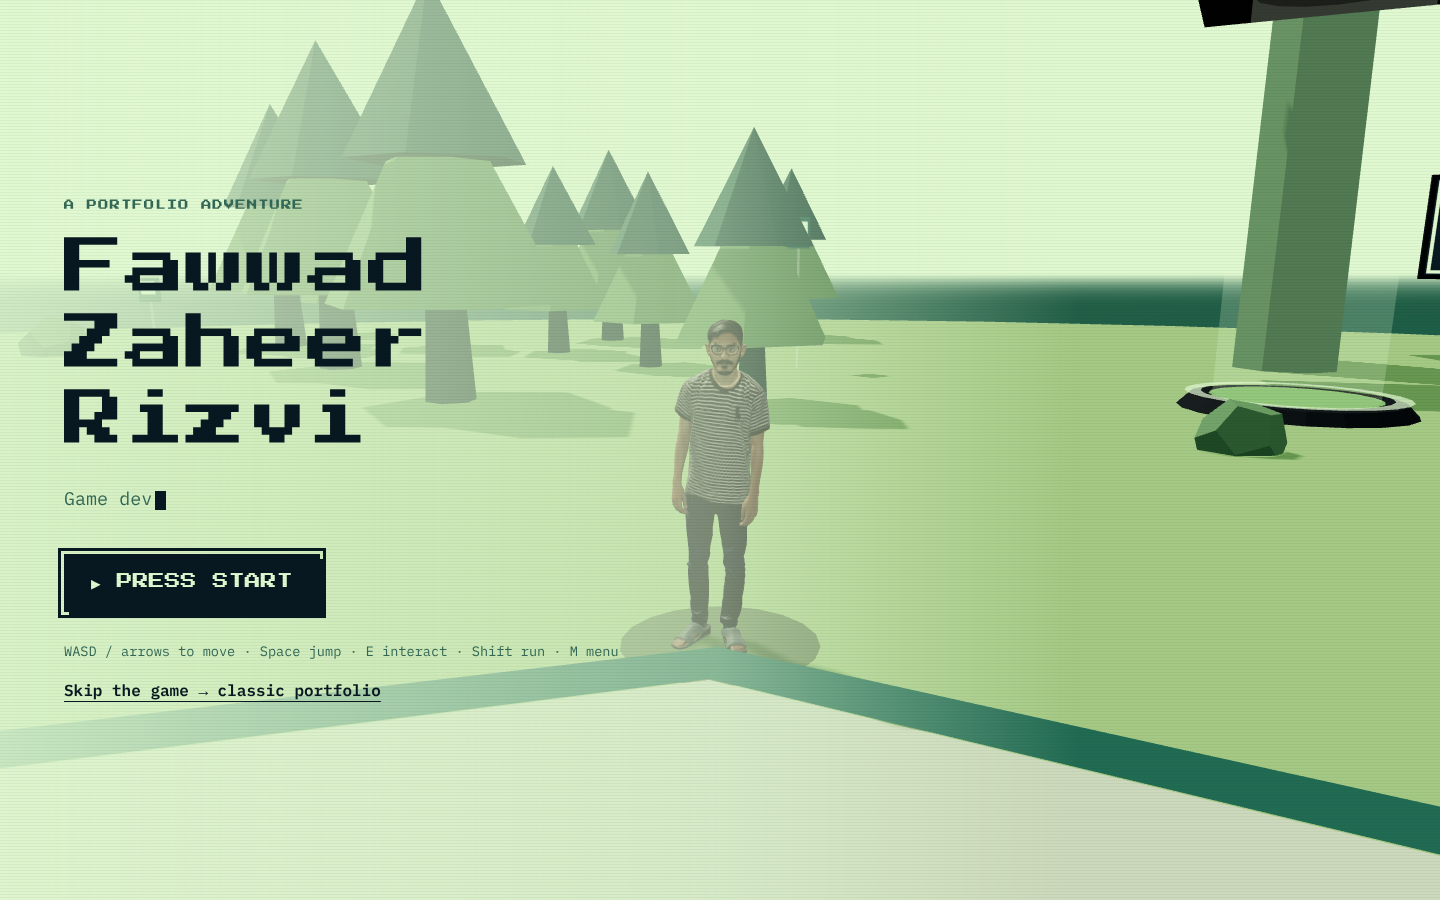 A PORTFOLIO ADVENTURE
Fawwad
Zaheer
Rizvi
Game dev
▶ PRESS START
WASD / arrows to move · Space jump · E interact · Shift run · M menu
Skip the game → classic portfolio